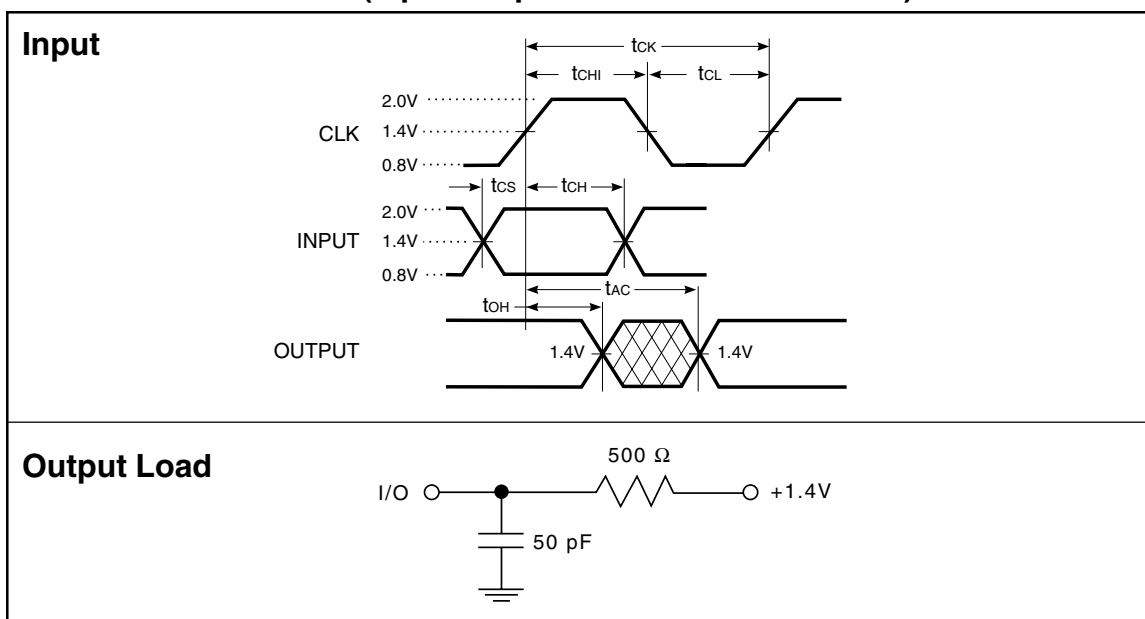 Input
tCK
tCHI
tCL
2.0V
CLK 1.4V
0.8V
tCS
tCH
2.0V
INPUT 1.4V
0.8V
tAC
tOH
OUTPUT 1.4V 1.4V
Output Load
500 Ω
I/O +1.4V
50 pF